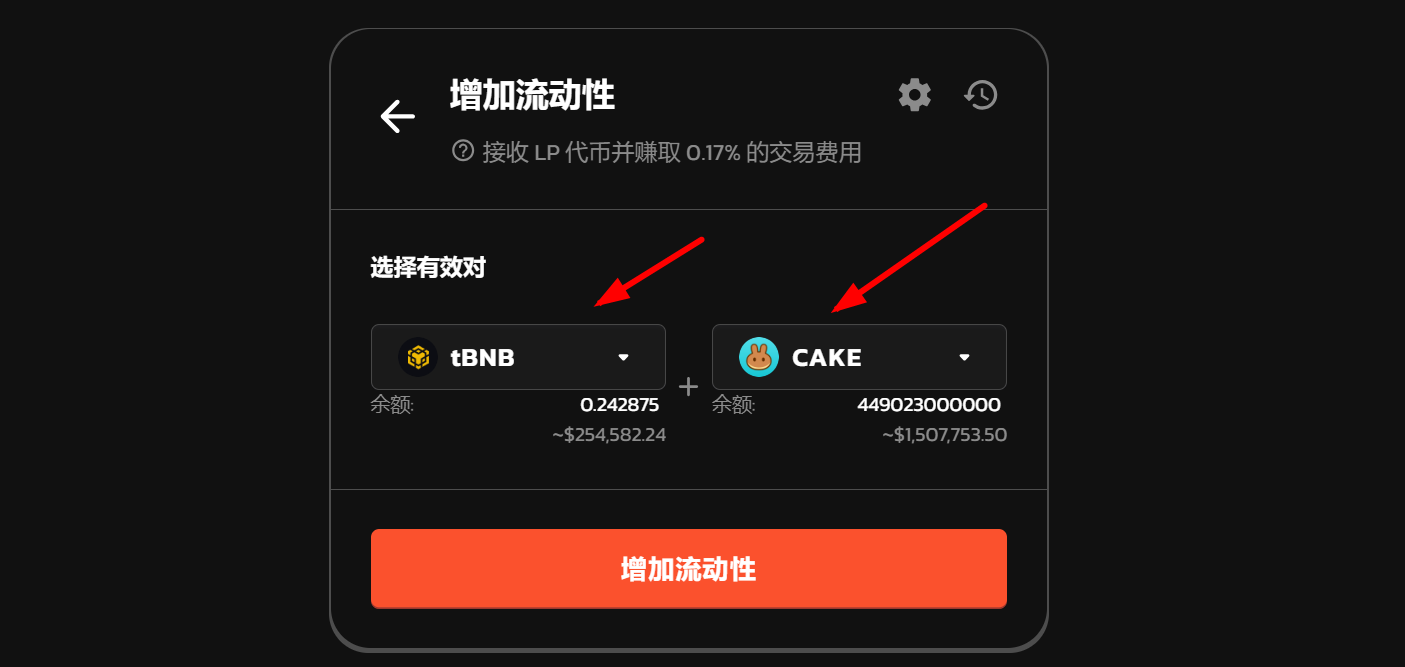 增加流动性
接收 LP 代币并赚取 0.17% 的交易费用
选择有效对
tBNB
CAKE
余额: 0.242875
~$254,582.24
余额: 449023000000
~$1,507,753.50
增加流动性